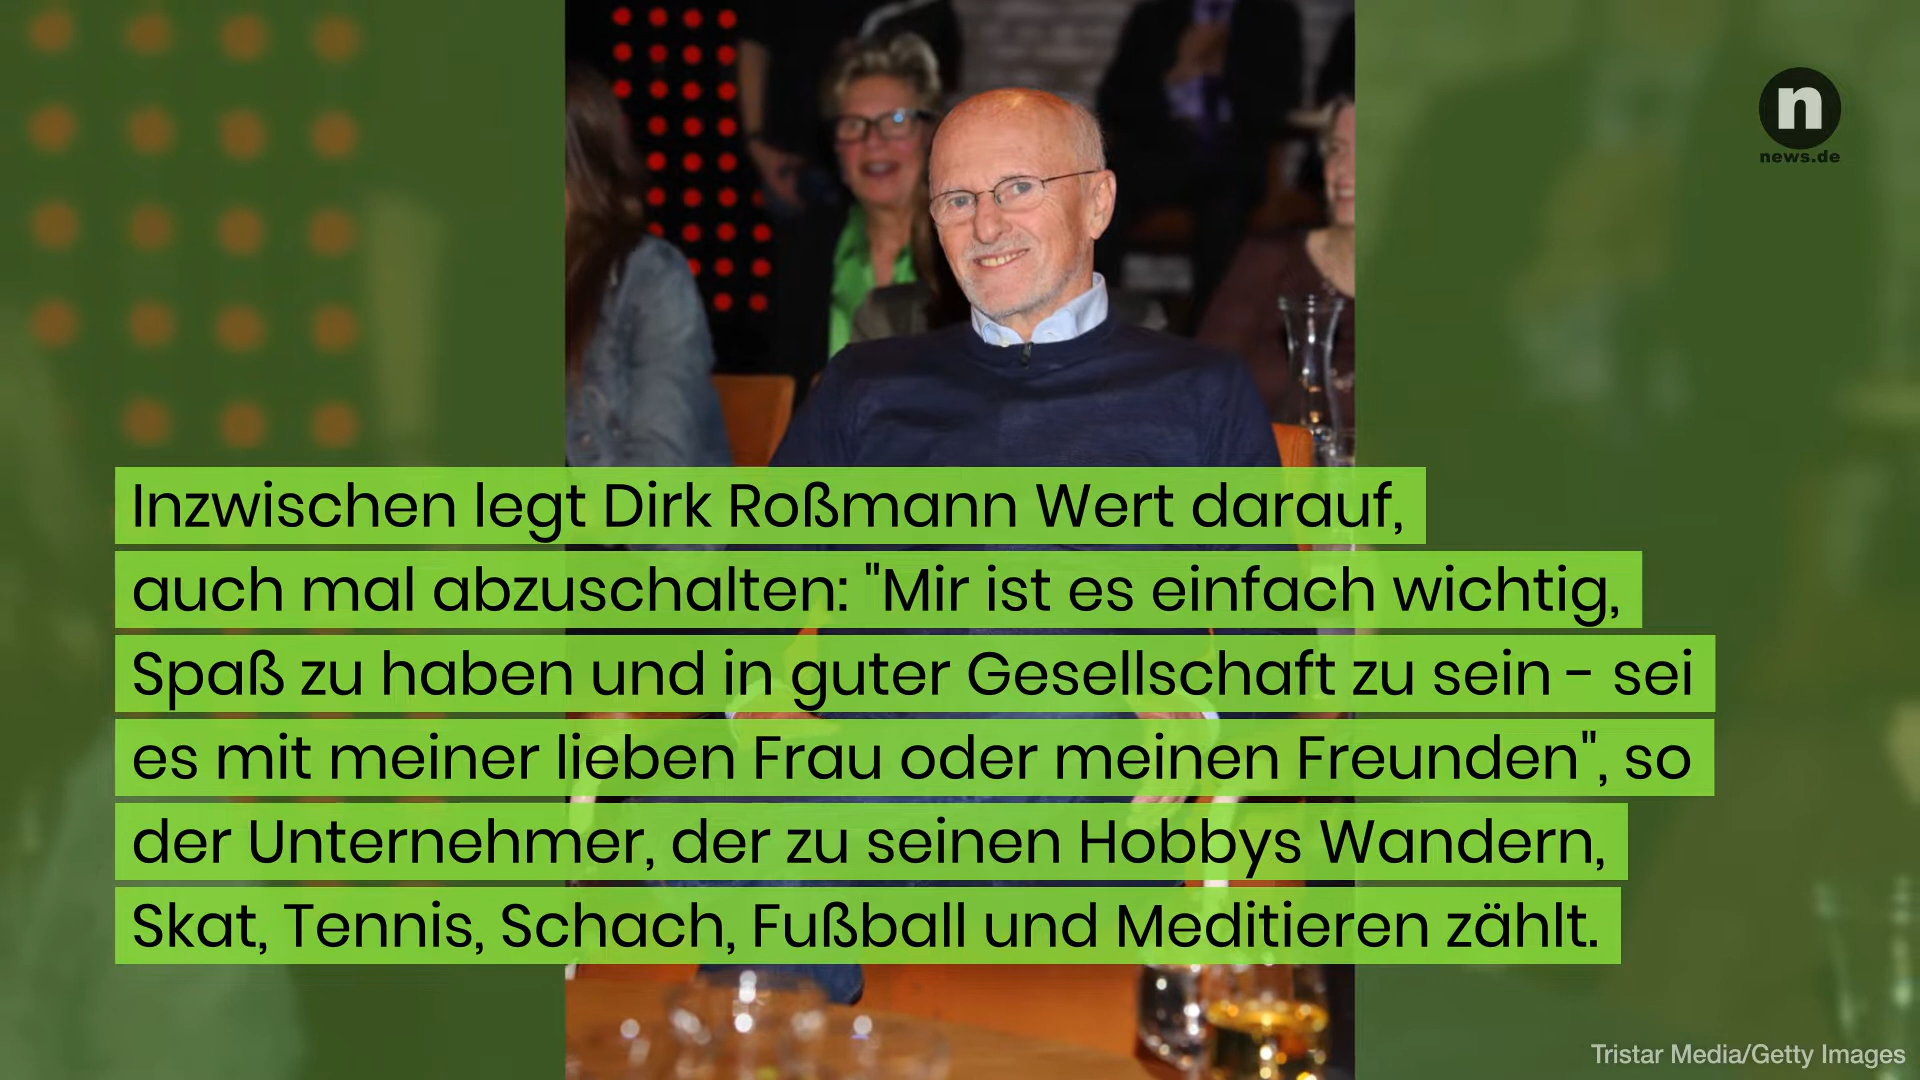 n
news.de
Inzwischen legt Dirk Roßmann Wert darauf,
auch mal abzuschalten: "Mir ist es einfach wichtig,
Spaß zu haben und in guter Gesellschaft zu sein - sei
es mit meiner lieben Frau oder meinen Freunden", so
der Unternehmer, der zu seinen Hobbys Wandern,
Skat, Tennis, Schach, Fußball und Meditieren zählt.
Tristar Media/Getty Images